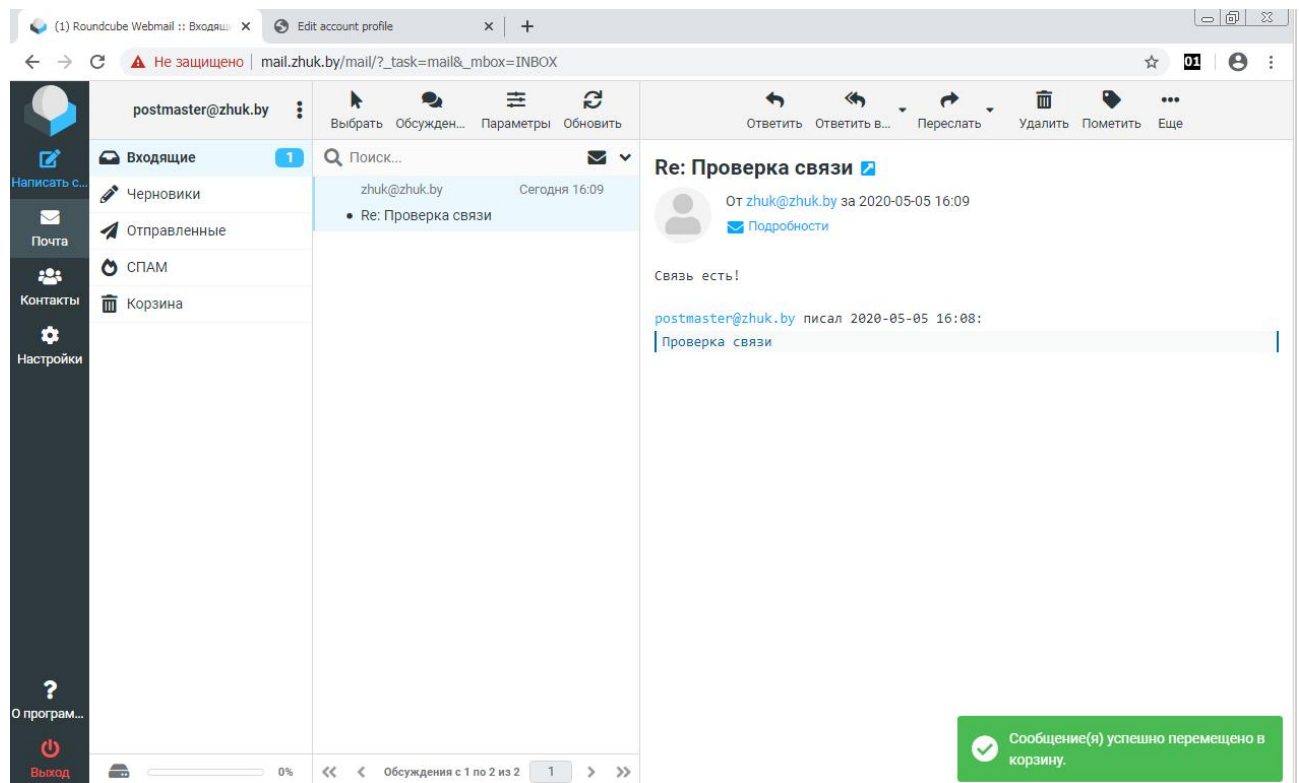 (1) Roundcube Webmail :: Входящ
Edit account profile
Не защищено
mail.zhuk.by/mail/?_task=mail&_mbox=INBOX
01
postmaster@zhuk.by
Выбрать Обсужден... Параметры Обновить
Ответить Ответить в... Переслать Удалить Пометить Еще
Написать с...
Почта
Контакты
Настройки
О програм...
Выход
Входящие 1
Черновики
Отправленные
СПАМ
Корзина
0%
Поиск...
zhuk@zhuk.by Сегодня 16:09
• Re: Проверка связи
Обсуждения с 1 по 2 из 2 1
Re: Проверка связи
От zhuk@zhuk.by за 2020-05-05 16:09
Подробности
Связь есть!
postmaster@zhuk.by писал 2020-05-05 16:08:
Проверка связи
Сообщение(я) успешно перемещено в
корзину.